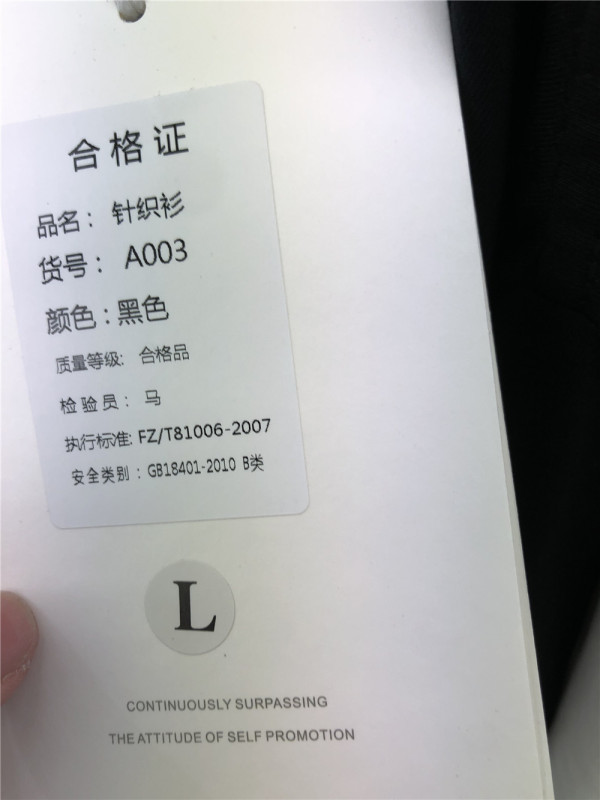 合格证
品名：针织衫
货号：A003
颜色：黑色
质量等级：合格品
检验员：马
执行标准：FZ/T81006-2007
安全类别：GB18401-2010 B类
L
CONTINUOUSLY SURPASSING
THE ATTITUDE OF SELF PROMOTION